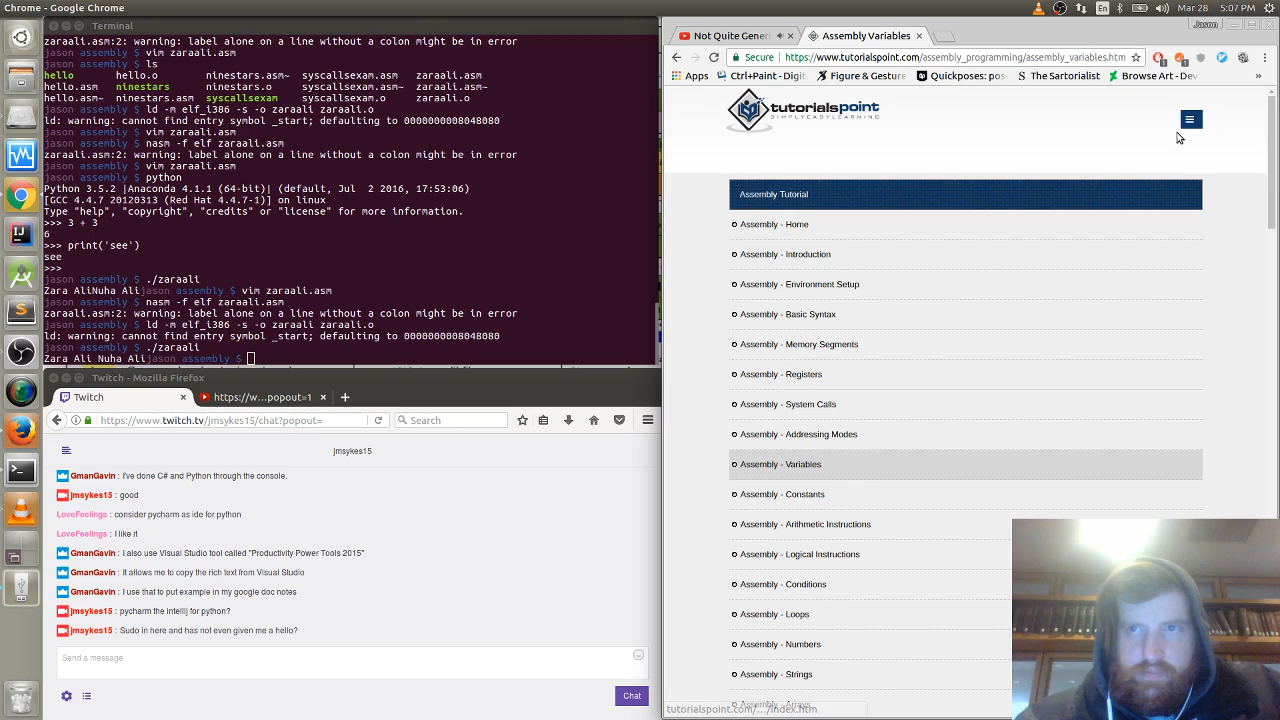 Chrome - Google Chrome
En
Mar 28
5:07 PM
Terminal
zaraali.asm:2: warning: label alone on a line without a colon might be in error
jason assembly $ vim zaraali.asm
jason assembly $ ls
hello hello.o ninestars.asm~ syscallsexam.asm zaraali.asm
hello.asm ninestars ninestars.o syscallsexam.asm~ zaraali.asm~
hello.asm~ ninestars.asm syscallsexam syscallsexam.o zaraali.o
jason assembly $ ld -m elf_i386 -s -o zaraali zaraali.o
ld: warning: cannot find entry symbol _start; defaulting to 0000000008048080
jason assembly $ vim zaraali.asm
jason assembly $ nasm -f elf zaraali.asm
zaraali.asm:2: warning: label alone on a line without a colon might be in error
jason assembly $ vim zaraali.asm
jason assembly $ python
Python 3.5.2 |Anaconda 4.1.1 (64-bit)| (default, Jul  2 2016, 17:53:06)
[GCC 4.4.7 20120313 (Red Hat 4.4.7-1)] on linux
Type "help", "copyright", "credits" or "license" for more information.
>>> 3 + 3
6
>>> print('see')
see
>>>
jason assembly $ ./zaraali
Zara AliNuha Alijason assembly $ vim zaraali.asm
jason assembly $ nasm -f elf zaraali.asm
zaraali.asm:2: warning: label alone on a line without a colon might be in error
jason assembly $ ld -m elf_i386 -s -o zaraali zaraali.o
ld: warning: cannot find entry symbol _start; defaulting to 0000000008048080
jason assembly $ ./zaraali
Zara Ali Nuha Alijason assembly $
Twitch - Mozilla Firefox
Twitch
https://w...popout=1
https://www.twitch.tv/jmsykes15/chat?popout=
Search
jmsykes15
GmanGavin : I've done C# and Python through the console.
jmsykes15 : good
LoveFeelings : consider pycharm as ide for python
LoveFeelings : I like it
GmanGavin : I also use Visual Studio tool called "Productivity Power Tools 2015"
GmanGavin : It allows me to copy the rich text from Visual Studio
GmanGavin : I use that to put example in my google doc notes
jmsykes15 : pycharm the intellij for python?
jmsykes15 : Sudo in here and has not even given me a hello?
Send a message
Chat
Not Quite Generi
Assembly Variables
Jason
Secure
https://www.tutorialspoint.com/assembly_programming/assembly_variables.htm
Apps
Ctrl+Paint - Digita
Figure & Gesture
Quickposes: pos
The Sartorialist
Browse Art - Dev
tutorialspoint
SIMPLYEASYLEARNING
Assembly Tutorial
Assembly - Home
Assembly - Introduction
Assembly - Environment Setup
Assembly - Basic Syntax
Assembly - Memory Segments
Assembly - Registers
Assembly - System Calls
Assembly - Addressing Modes
Assembly - Variables
Assembly - Constants
Assembly - Arithmetic Instructions
Assembly - Logical Instructions
Assembly - Conditions
Assembly - Loops
Assembly - Numbers
Assembly - Strings
Assembly - Arrays
tutorialspoint.com/.../index.htm